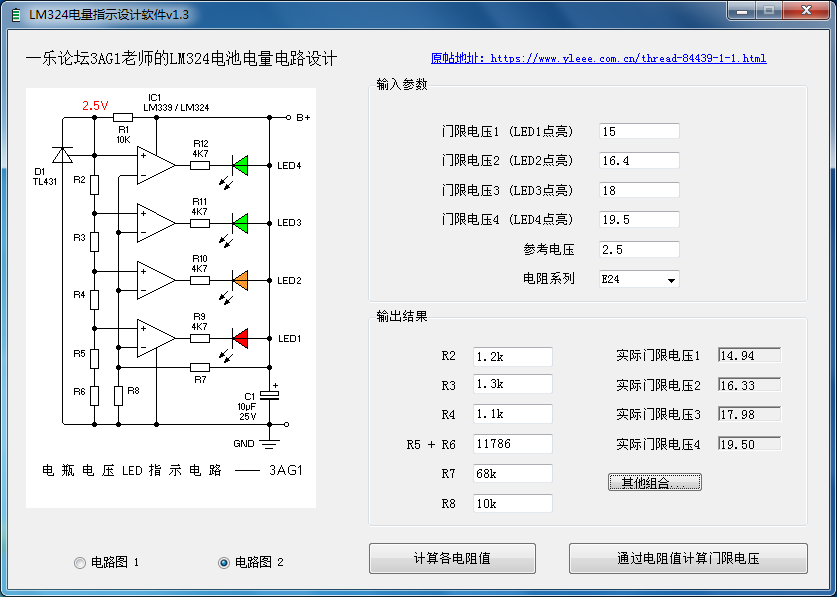 LM324电量指示设计软件v1.3
一乐论坛3AG1老师的LM324电池电量电路设计
原帖地址: https://www.yleee.com.cn/thread-84439-1-1.html
2.5V
IC1
LM339 / LM324
B+
R1
10K
D1
TL431
R2
R12
4K7
LED4
R3
R11
4K7
LED3
R4
R10
4K7
LED2
R5
R9
4K7
LED1
R6
R8
R7
C1
10μF
25V
+
GND
电 瓶 电 压 LED 指 示 电 路 —— 3AG1
电路图 1
电路图 2
输入参数
门限电压1 (LED1点亮) 15
门限电压2 (LED2点亮) 16.4
门限电压3 (LED3点亮) 18
门限电压4 (LED4点亮) 19.5
参考电压 2.5
电阻系列 E24
输出结果
R2 1.2k 实际门限电压1 14.94
R3 1.3k 实际门限电压2 16.33
R4 1.1k 实际门限电压3 17.98
R5 + R6 11786 实际门限电压4 19.50
R7 68k 其他组合...
R8 10k
计算各电阻值
通过电阻值计算门限电压